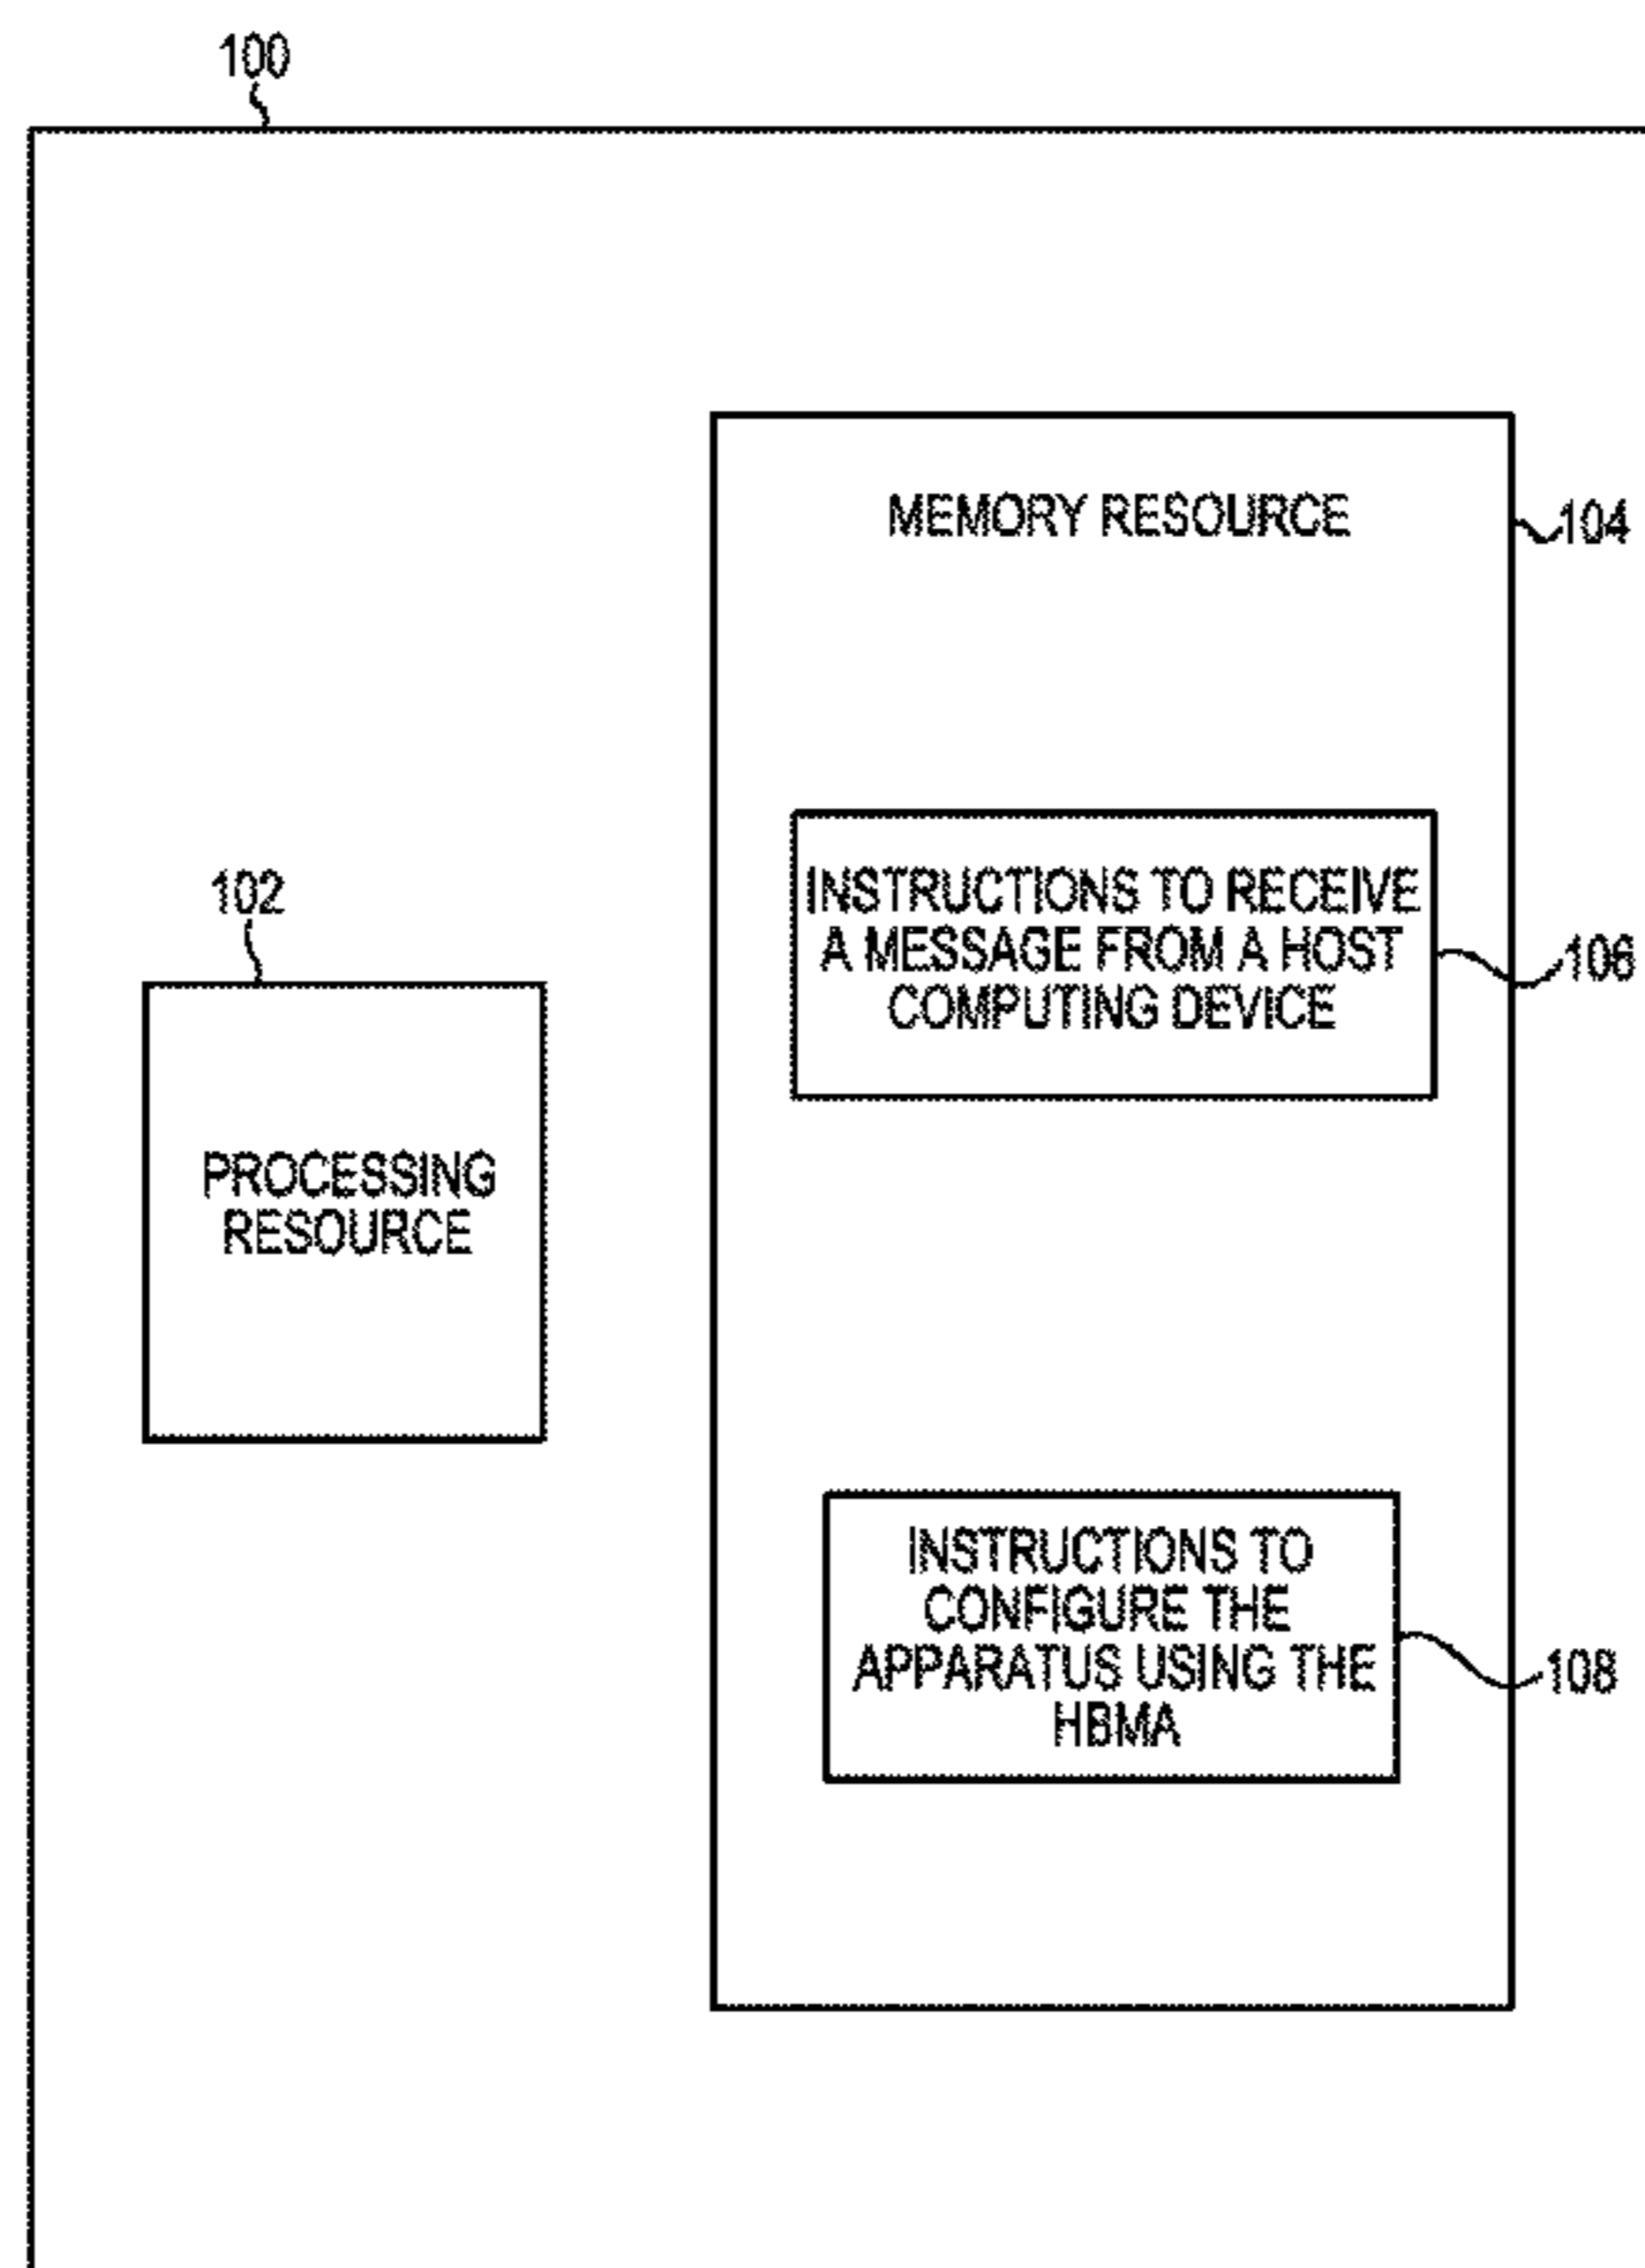 100
MEMORY RESOURCE
104
102
INSTRUCTIONS TO RECEIVE
A MESSAGE FROM A HOST
COMPUTING DEVICE
106
PROCESSING
RESOURCE
INSTRUCTIONS TO
CONFIGURE THE
APPARATUS USING THE
HBMA
108